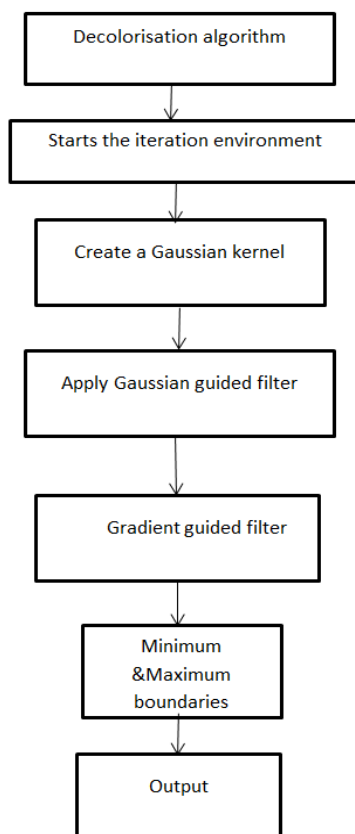 Decolorisation algorithm
Starts the iteration environment
Create a Gaussian kernel
Apply Gaussian guided filter
Gradient guided filter
Minimum
&Maximum
boundaries
Output